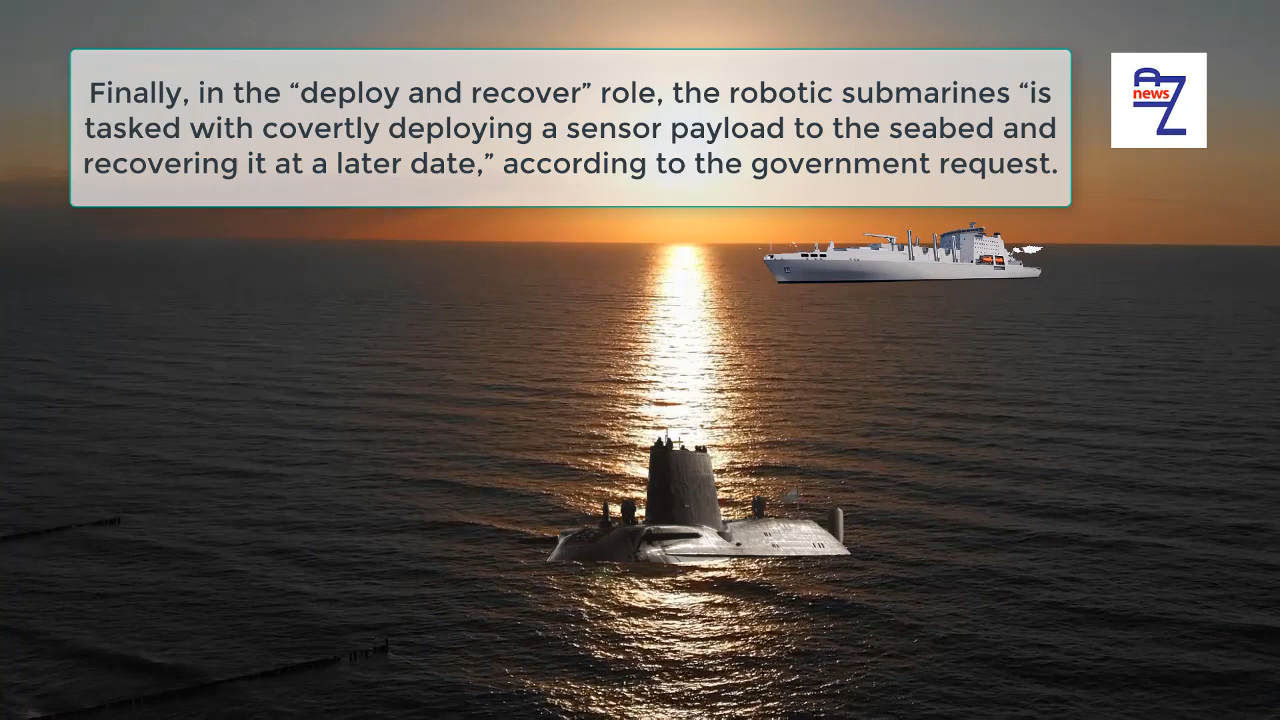 Finally, in the “deploy and recover” role, the robotic submarines “is
tasked with covertly deploying a sensor payload to the seabed and
recovering it at a later date,” according to the government request.
A
news
Z